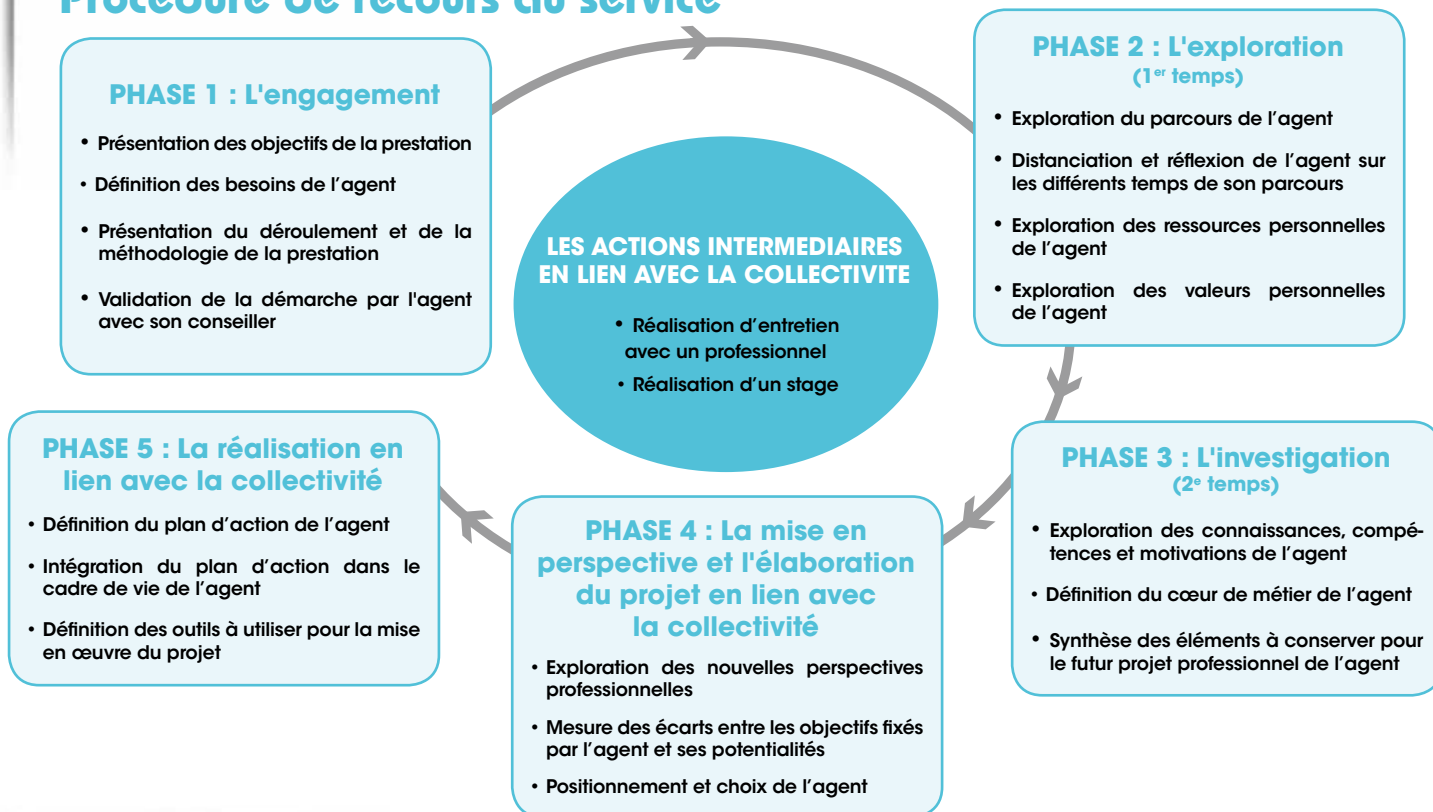 Procédure de recours au service
PHASE 1 : L'engagement
• Présentation des objectifs de la prestation
• Définition des besoins de l'agent
• Présentation du déroulement et de la
méthodologie de la prestation
• Validation de la démarche par l'agent
avec son conseiller
PHASE 2 : L'exploration
(1er temps)
• Exploration du parcours de l'agent
• Distanciation et réflexion de l'agent sur
les différents temps de son parcours
• Exploration des ressources personnelles
de l'agent
• Exploration des valeurs personnelles
de l'agent
LES ACTIONS INTERMEDIAIRES
EN LIEN AVEC LA COLLECTIVITE
• Réalisation d'entretien
avec un professionnel
• Réalisation d'un stage
PHASE 3 : L'investigation
(2e temps)
• Exploration des connaissances, compé-
tences et motivations de l'agent
• Définition du cœur de métier de l'agent
• Synthèse des éléments à conserver pour
le futur projet professionnel de l'agent
PHASE 4 : La mise en
perspective et l'élaboration
du projet en lien avec
la collectivité
• Exploration des nouvelles perspectives
professionnelles
• Mesure des écarts entre les objectifs fixés
par l'agent et ses potentialités
• Positionnement et choix de l'agent
PHASE 5 : La réalisation en
lien avec la collectivité
• Définition du plan d'action de l'agent
• Intégration du plan d'action dans le
cadre de vie de l'agent
• Définition des outils à utiliser pour la mise
en œuvre du projet